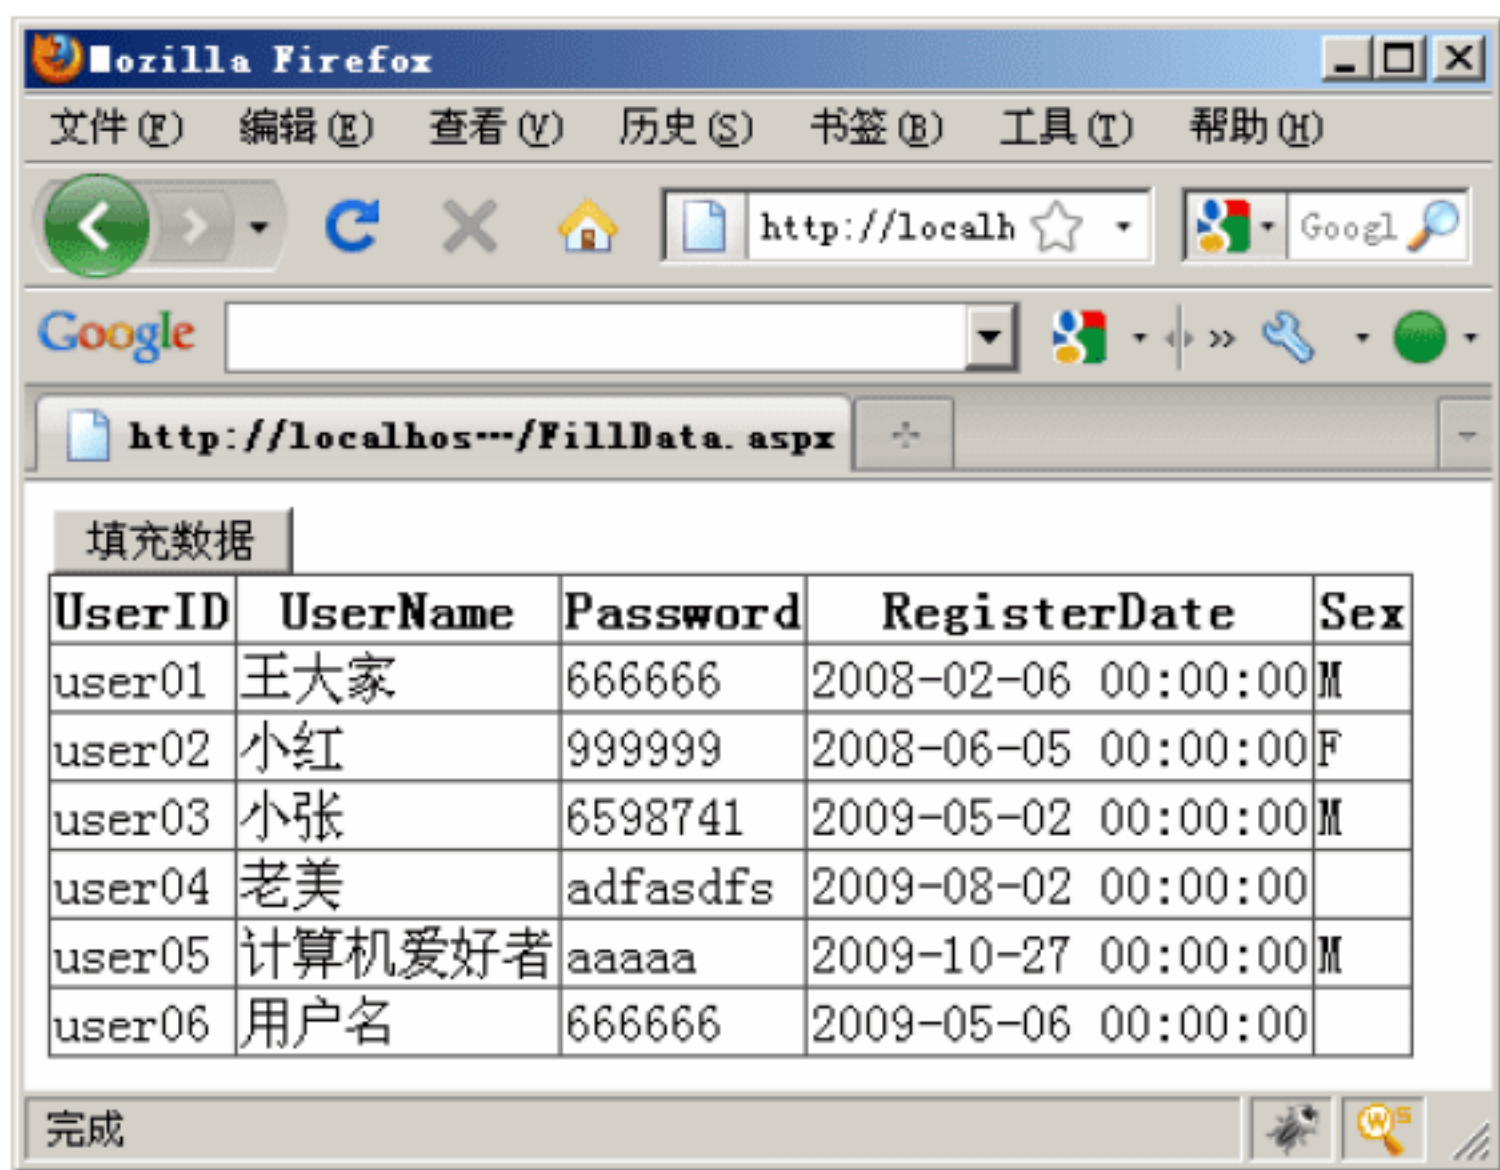 Mozilla Firefox
文件(F) 编辑(E) 查看(V) 历史(S) 书签(B) 工具(T) 帮助(H)
http://localh Googl
Google
http://localhos···/FillData.aspx
填充数据
UserID UserName Password RegisterDate Sex
user01 王大家 666666 2008-02-06 00:00:00 M
user02 小红 999999 2008-06-05 00:00:00 F
user03 小张 6598741 2009-05-02 00:00:00 M
user04 老美 adfasdfs 2009-08-02 00:00:00
user05 计算机爱好者 aaaaa 2009-10-27 00:00:00 M
user06 用户名 666666 2009-05-06 00:00:00
完成 WS